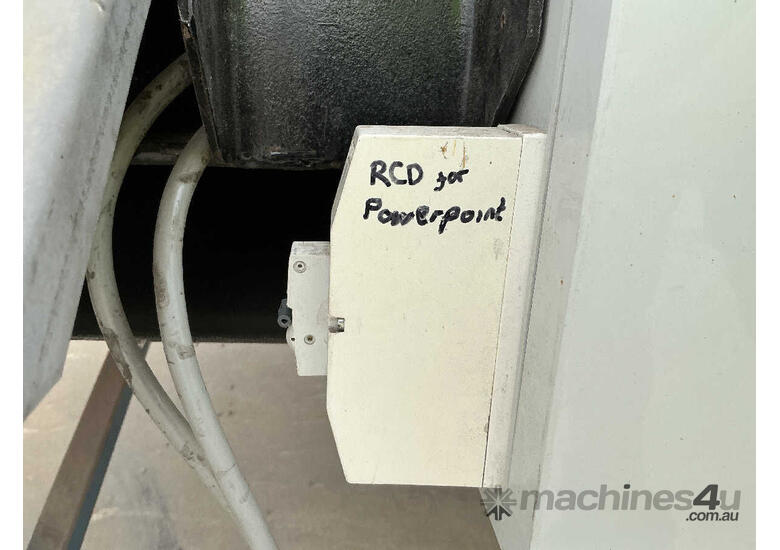 RCD for
Powerpoint
machines4u
.com.au